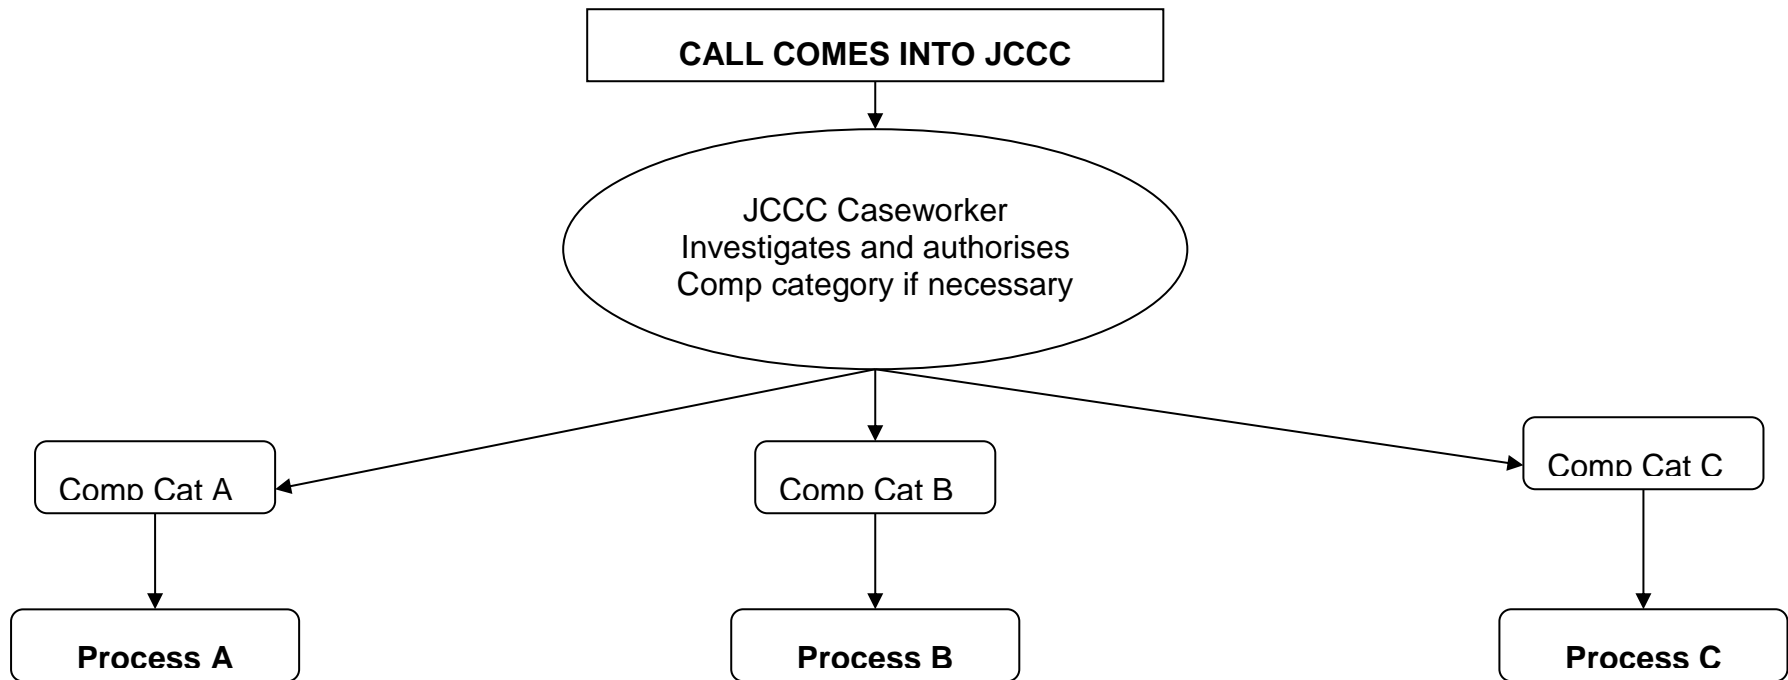 CALL COMES INTO JCCC
JCCC Caseworker
Investigates and authorises
Comp category if necessary
Comp Cat A
Comp Cat B
Comp Cat C
Process A
Process B
Process C